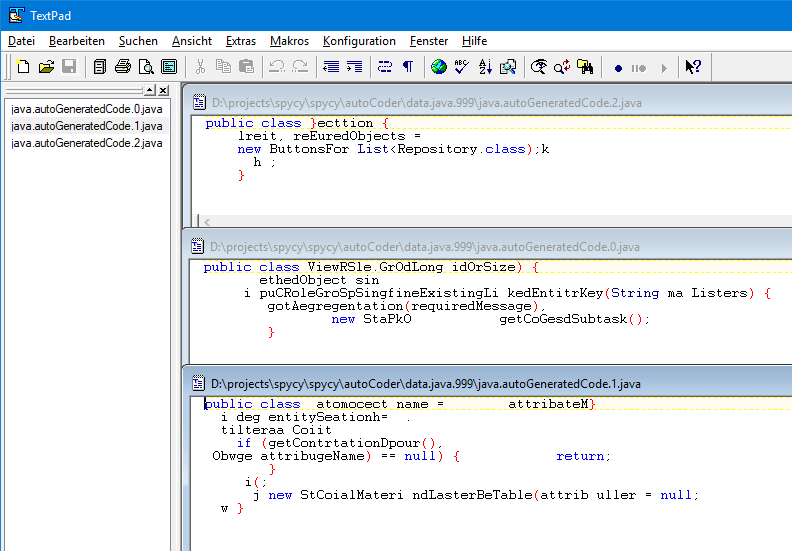 TextPad
Datei Bearbeiten Suchen Ansicht Extras Makros Konfiguration Fenster Hilfe
java.autoGeneratedCode.0.java
java.autoGeneratedCode.1.java
java.autoGeneratedCode.2.java
D:\projects\spycy\spycy\autoCoder\data.java.999\java.autoGeneratedCode.2.java
public class }ecttion {
lreit, reEuredObjects =
new ButtonsFor List<Repository.class);k
h ;
}
D:\projects\spycy\spycy\autoCoder\data.java.999\java.autoGeneratedCode.0.java
public class ViewRSle.GrOdLong idOrSize) {
ethedObject sin
i puCRoleGroSpSingfineExistingLi kedEntitrKey(String ma Listers) {
gotAegregentation(requiredMessage),
new StaPkO getCoGesdSubtask();
}
D:\projects\spycy\spycy\autoCoder\data.java.999\java.autoGeneratedCode.1.java
public class atomocect name = attribateM}
i deg entitySeationh= .
tilteraa Coiit
if (getContrtationDpour(),
Obwge attribugeName) == null) { return;
}
i(;
j new StCoialMateri ndLasterBeTable(attrib uller = null;
w }